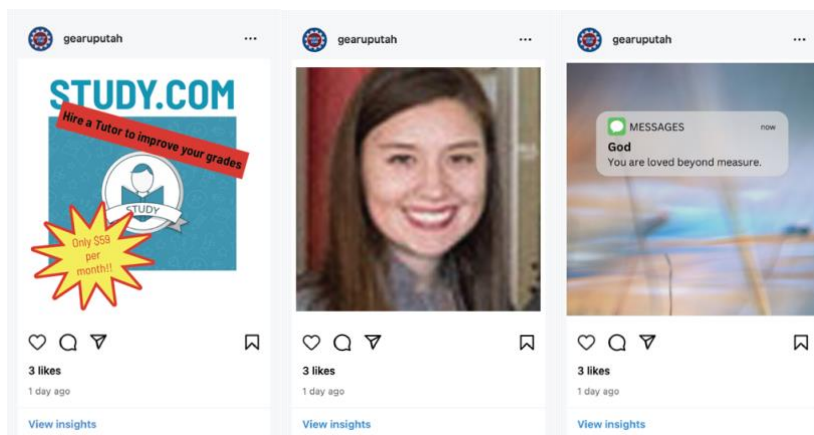 gearuputah
...
STUDY.COM
Hire a Tutor to improve your grades
STUDY
Only $59
per
month!!
3 likes
1 day ago
View insights
gearuputah
...
3 likes
1 day ago
View insights
gearuputah
...
MESSAGES now
God
You are loved beyond measure.
3 likes
1 day ago
View insights